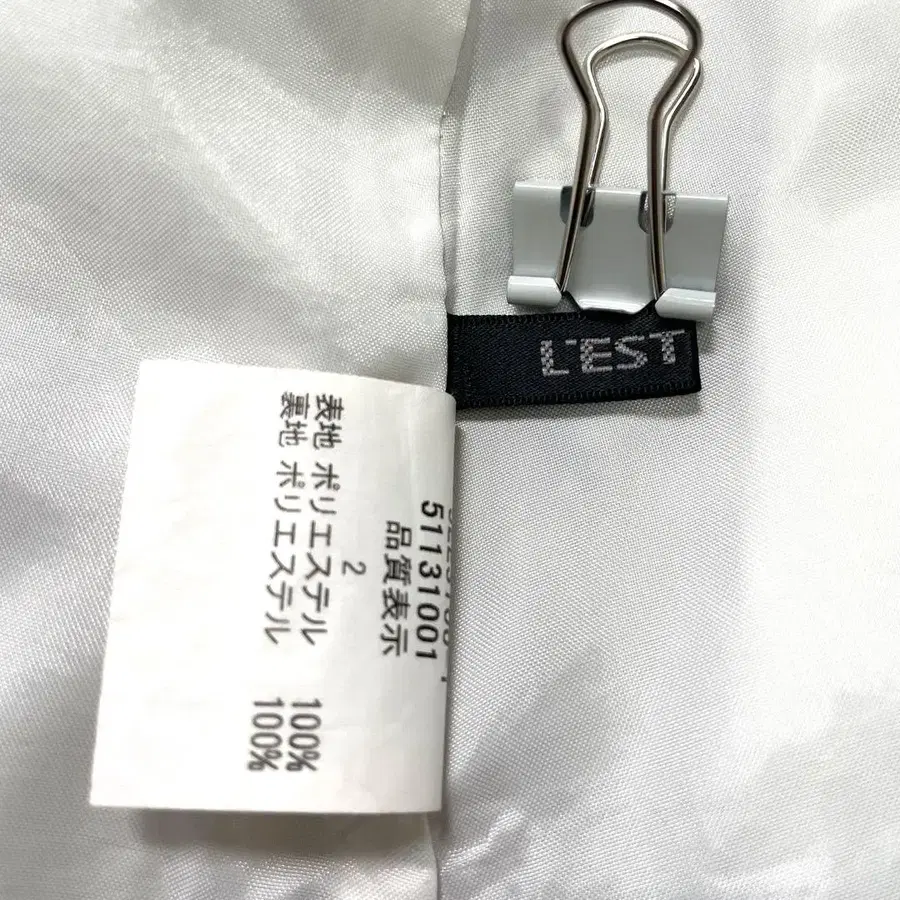 L'EST
51131001
品質表示
2
表地 ポリエステル 100%
裏地 ポリエステル 100%